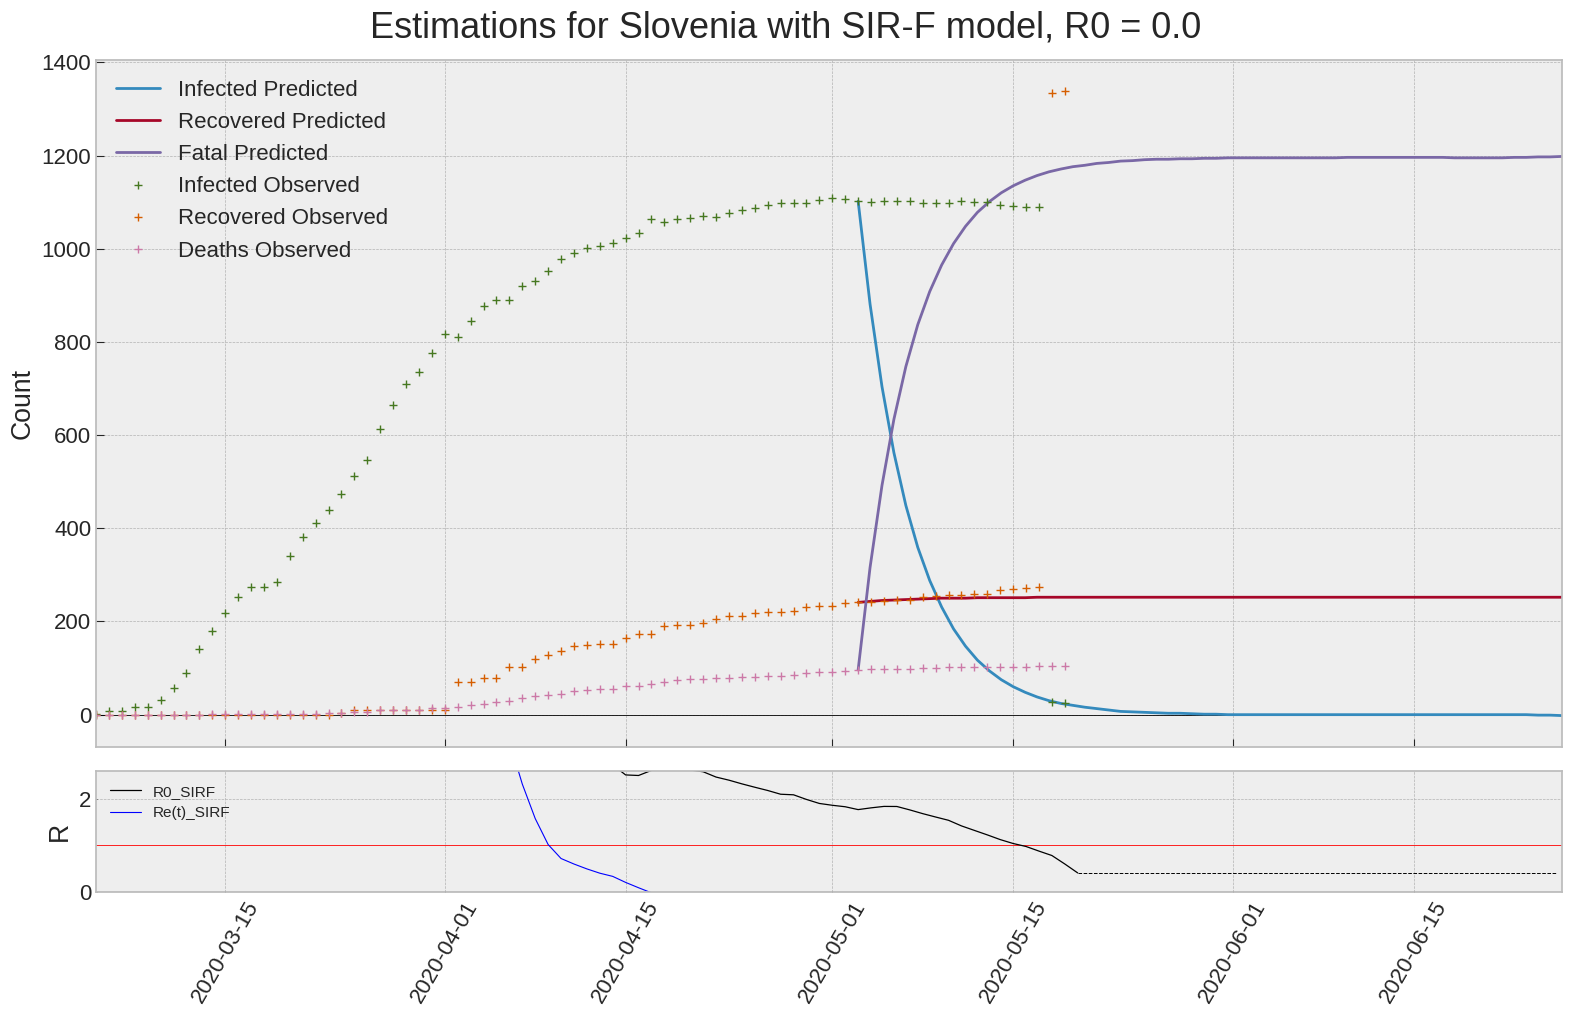 Estimations for Slovenia with SIR-F model, R0 = 0.0
1400
1200
1000
800
600
400
200
0
Count
Infected Predicted
Recovered Predicted
Fatal Predicted
Infected Observed
Recovered Observed
Deaths Observed
2
0
R
R0_SIRF
Re(t)_SIRF
2020-03-15
2020-04-01
2020-04-15
2020-05-01
2020-05-15
2020-06-01
2020-06-15